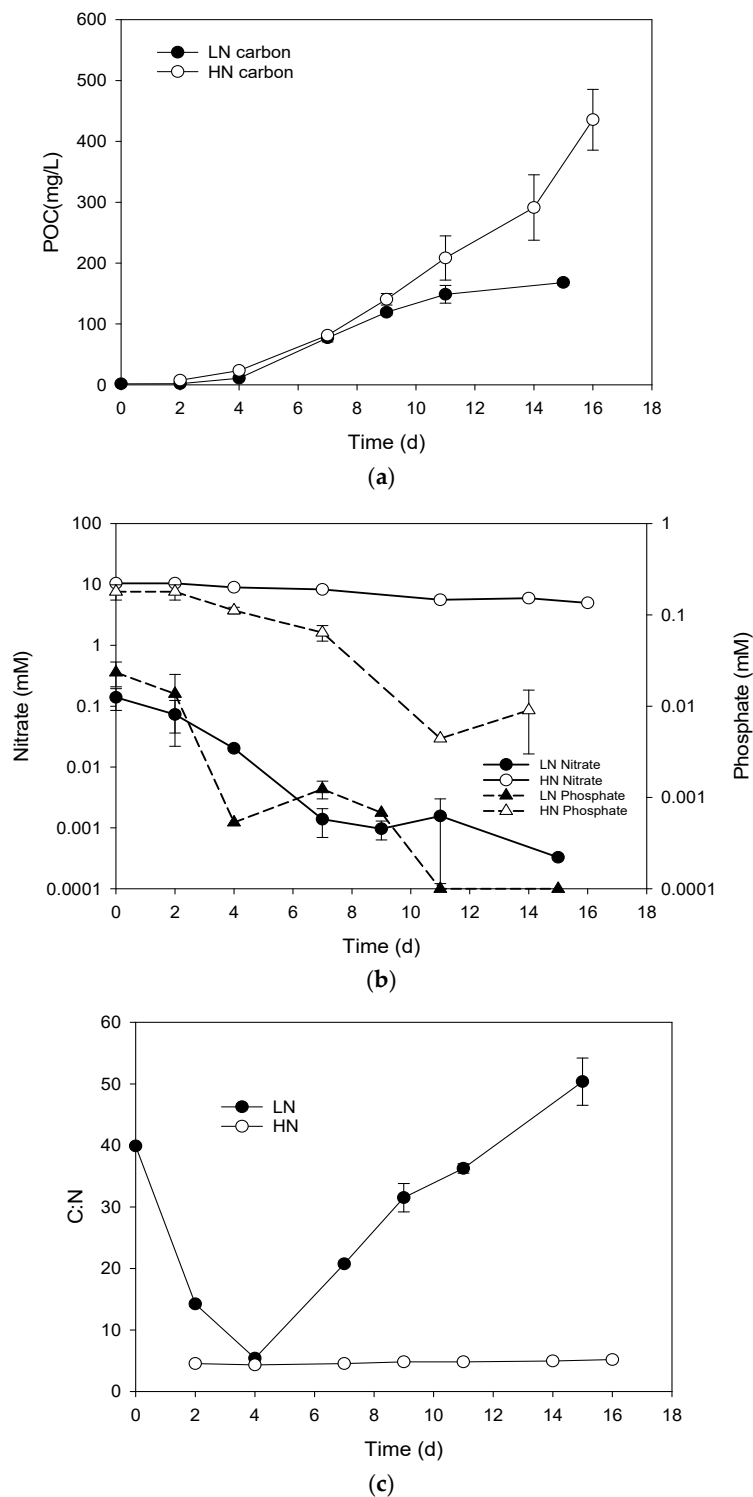 600
500
400
300
200
100
0
POC(mg/L)
LN carbon
HN carbon
0 2 4 6 8 10 12 14 16 18
Time (d)
(a)
100
10
1
0.1
0.01
0.001
0.0001
Nitrate (mM)
1
0.1
0.01
0.001
0.0001
Phosphate (mM)
LN Nitrate
HN Nitrate
LN Phosphate
HN Phosphate
0 2 4 6 8 10 12 14 16 18
Time (d)
(b)
60
50
40
30
20
10
0
C:N
LN
HN
0 2 4 6 8 10 12 14 16 18
Time (d)
(c)